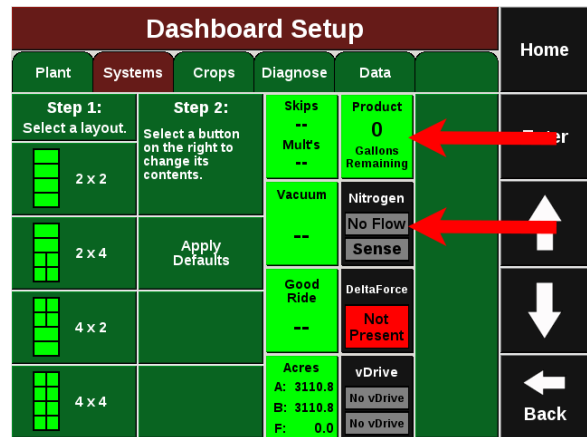 Dashboard Setup
Home
Plant
Systems
Crops
Diagnose
Data
Step 1:
Select a layout.
2 x 2
2 x 4
4 x 2
4 x 4
Step 2:
Select a button
on the right to
change its
contents.
Apply
Defaults
Skips
--
Mult's
--
Vacuum
--
Good
Ride
--
Acres
A: 3110.8
B: 3110.8
F: 0.0
Product
0
Gallons
Remaining
Nitrogen
No Flow
Sense
DeltaForce
Not
Present
vDrive
No vDrive
No vDrive
Back